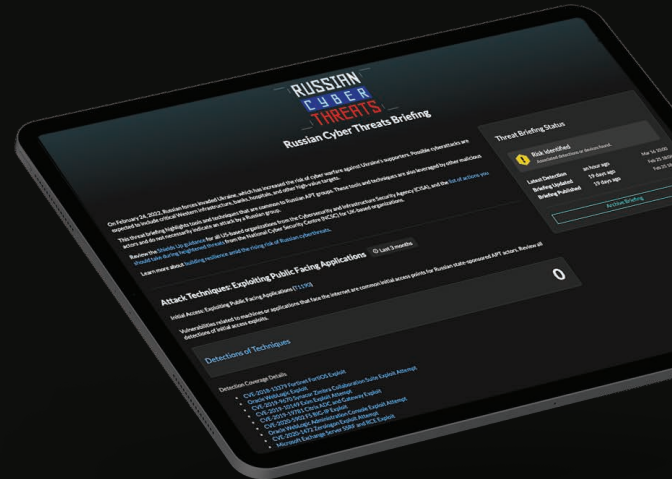 RUSSIAN
CYBER
THREATS
Russian Cyber Threats Briefing
On February 24, 2022, Russian forces invaded Ukraine, which has increased the risk of cyber warfare against Ukraine's supporters. Possible cyberattacks are
expected to include critical Western infrastructure, banks, hospitals, and other high-value targets.
This threat briefing highlights tools and techniques that are common to Russian APT groups. These tools and techniques are also leveraged by other malicious
actors and do not necessarily indicate an attack by a Russian group.
Review the Shields Up guidance for all US-based organizations from the Cybersecurity and Infrastructure Security Agency (CISA), and the list of actions you
should take during heightened threats from the National Cyber Security Centre (NCSC) for UK-based organizations.
Learn more about building resilience amid the rising risk of Russian cyberthreats.
Threat Briefing Status
Risk Identified
Associated detections or devices found.
Latest Detection an hour ago Mar 16 10:00
Briefing Updated 19 days ago
Briefing Published 19 days ago
Archive Briefing
Attack Techniques: Exploiting Public Facing Applications Last 3 months
Initial Access: Exploiting Public Facing Applications (T1190)
Vulnerabilities related to machines or applications that face the internet are common initial access points for Russian state-sponsored APT actors. Review all
detections of initial access exploits.
Detections of Techniques 0
Detection Coverage Details
CVE-2018-13379 Fortinet FortiOS Exploit
Oracle WebLogic Exploit
CVE-2019-9670 Synacor Zimbra Collaboration Suite Exploit Attempt
CVE-2019-10149 Exim Exploit Attempt
CVE-2019-19781 Citrix ADC and Gateway Exploit
CVE-2020-5902 F5 BIG-IP Exploit
Oracle WebLogic Administration Console Exploit Attempt
CVE-2020-1472 Zerologon Exploit Attempt
Microsoft Exchange Server SSRF and RCE Exploit